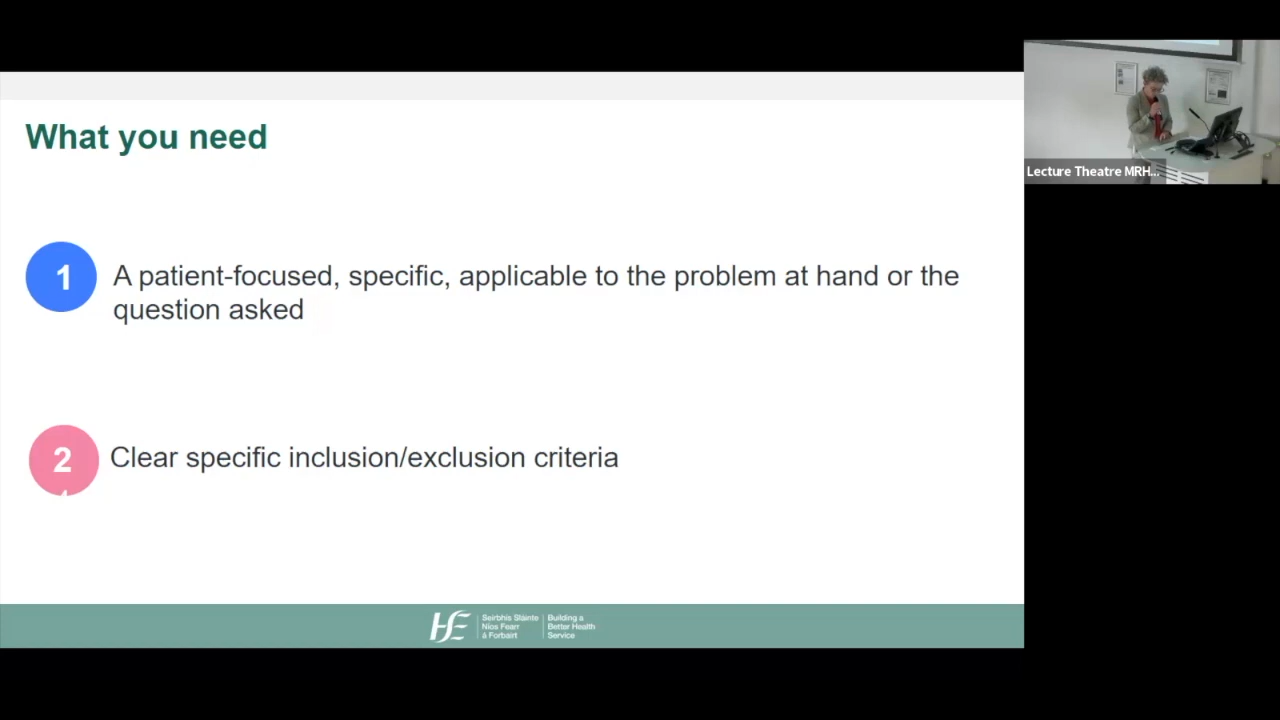 What you need
1
A patient-focused, specific, applicable to the problem at hand or the
question asked
2
Clear specific inclusion/exclusion criteria
Seirbhís Sláinte
Níos Fearr
á Forbairt
Building a
Better Health
Service
Lecture Theatre MRH...